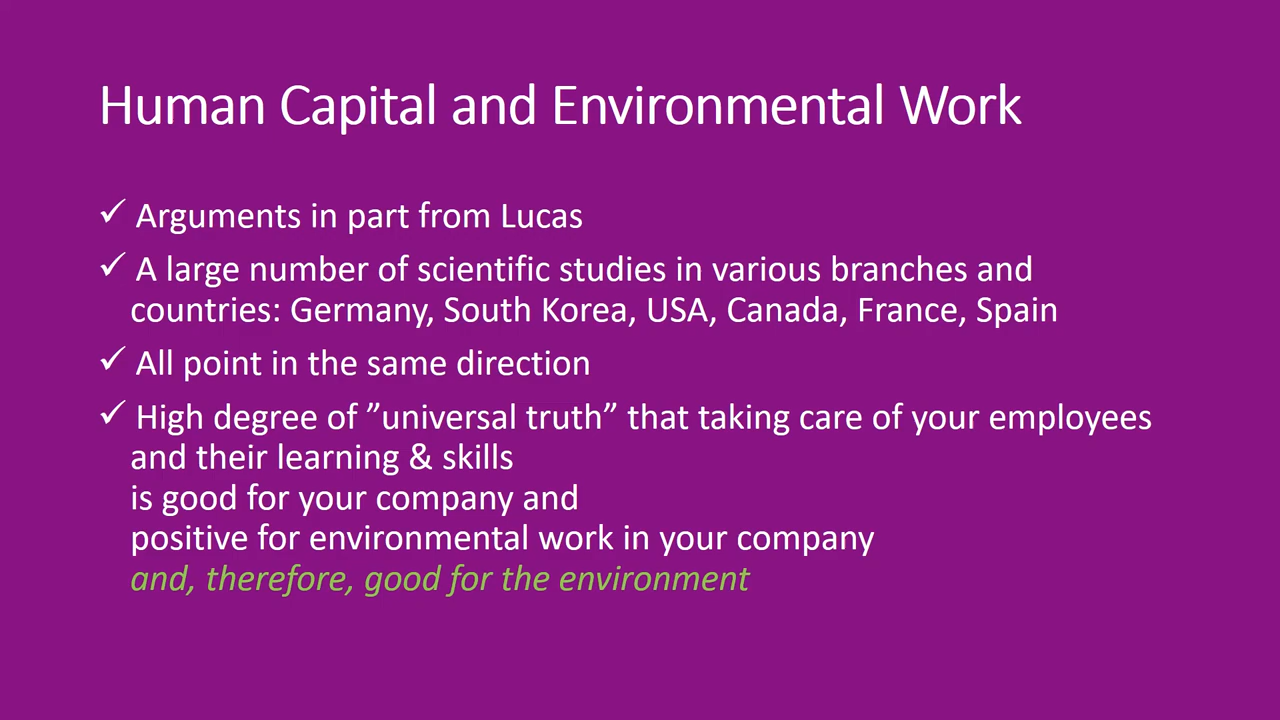 Human Capital and Environmental Work
✓ Arguments in part from Lucas
✓ A large number of scientific studies in various branches and
countries: Germany, South Korea, USA, Canada, France, Spain
✓ All point in the same direction
✓ High degree of ”universal truth” that taking care of your employees
and their learning & skills
is good for your company and
positive for environmental work in your company
and, therefore, good for the environment